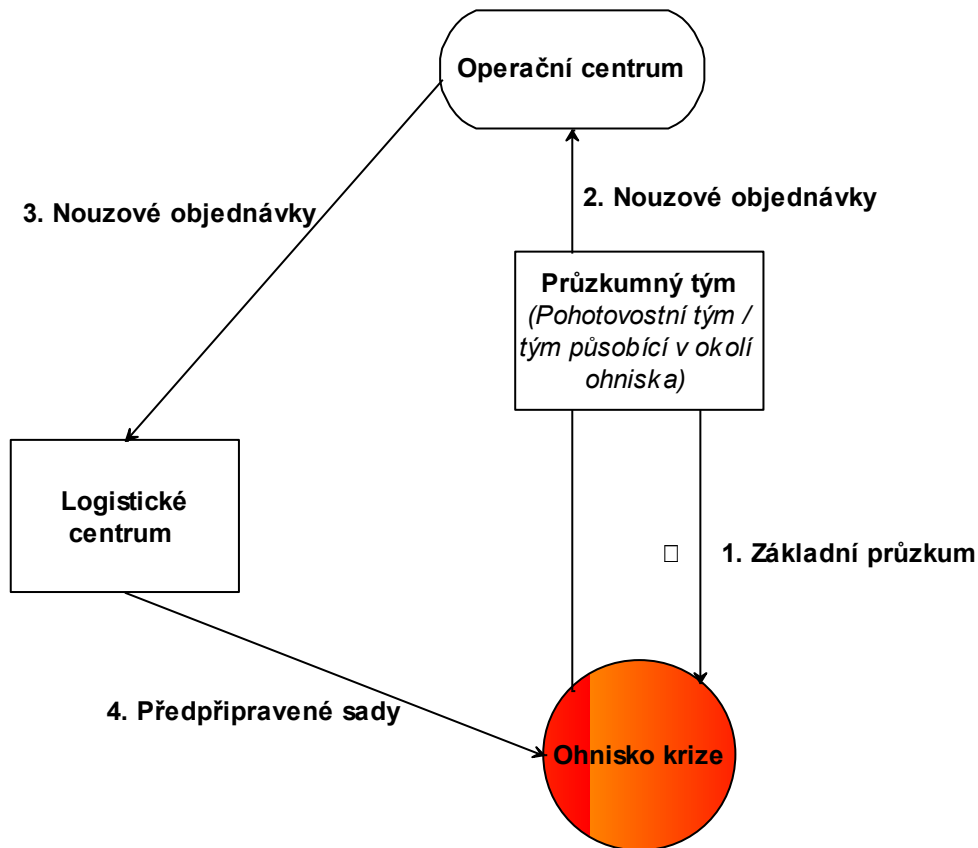 Operační centrum
3. Nouzové objednávky
2. Nouzové objednávky
Průzkumný tým
(Pohotovostní tým /
tým působící v okolí
ohniska)
Logistické
centrum
1. Základní průzkum
4. Předpřipravené sady
Ohnisko krize